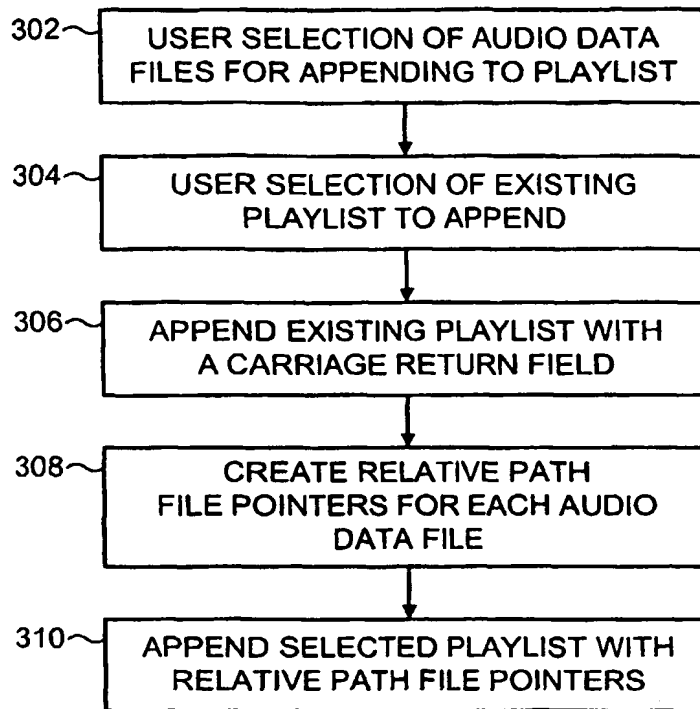 302
USER SELECTION OF AUDIO DATA
FILES FOR APPENDING TO PLAYLIST
304
USER SELECTION OF EXISTING
PLAYLIST TO APPEND
306
APPEND EXISTING PLAYLIST WITH
A CARRIAGE RETURN FIELD
308
CREATE RELATIVE PATH
FILE POINTERS FOR EACH AUDIO
DATA FILE
310
APPEND SELECTED PLAYLIST WITH
RELATIVE PATH FILE POINTERS